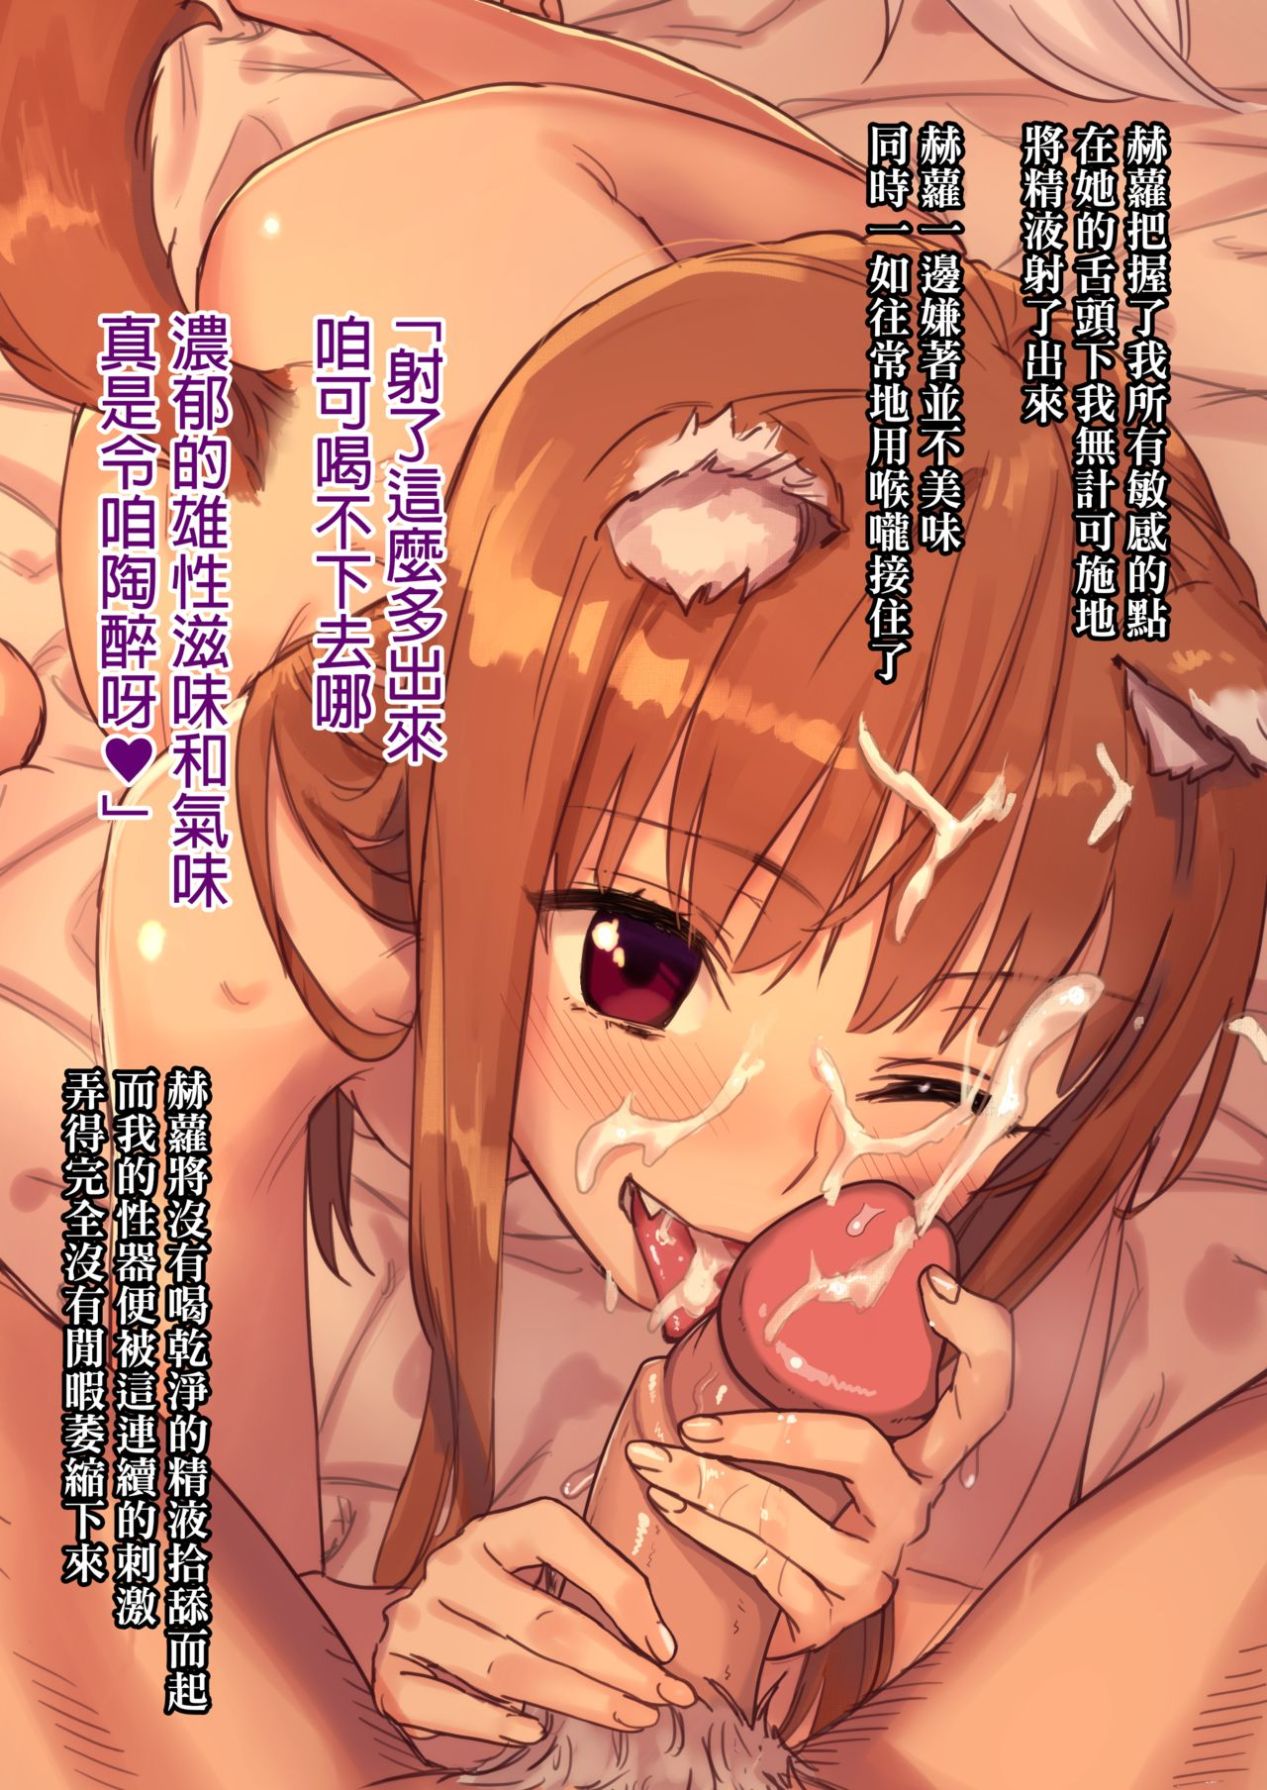 赫蘿把握了我所有敏感的點
在她的舌頭下我無計可施地
將精液射了出來
赫蘿一邊嫌著並不美味
同時一如往常地用喉嚨接住了
「射了這麼多出來
咱可喝不下去哪
濃郁的雄性滋味和氣味
真是令咱陶醉呀♥」
赫蘿將沒有喝乾淨的精液拾舔而起
而我的性器便被這連續的刺激
弄得完全沒有閒暇萎縮下來